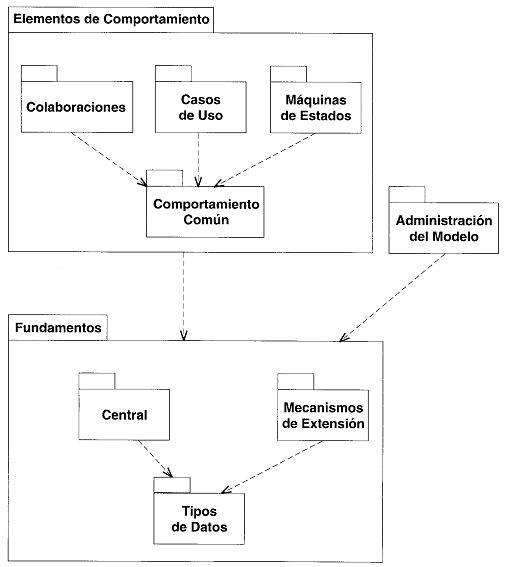 Elementos de Comportamiento
Colaboraciones
Casos
de Uso
Máquinas
de Estados
Comportamiento
Común
Administración
del Modelo
Fundamentos
Central
Mecanismos
de Extensión
Tipos
de Datos